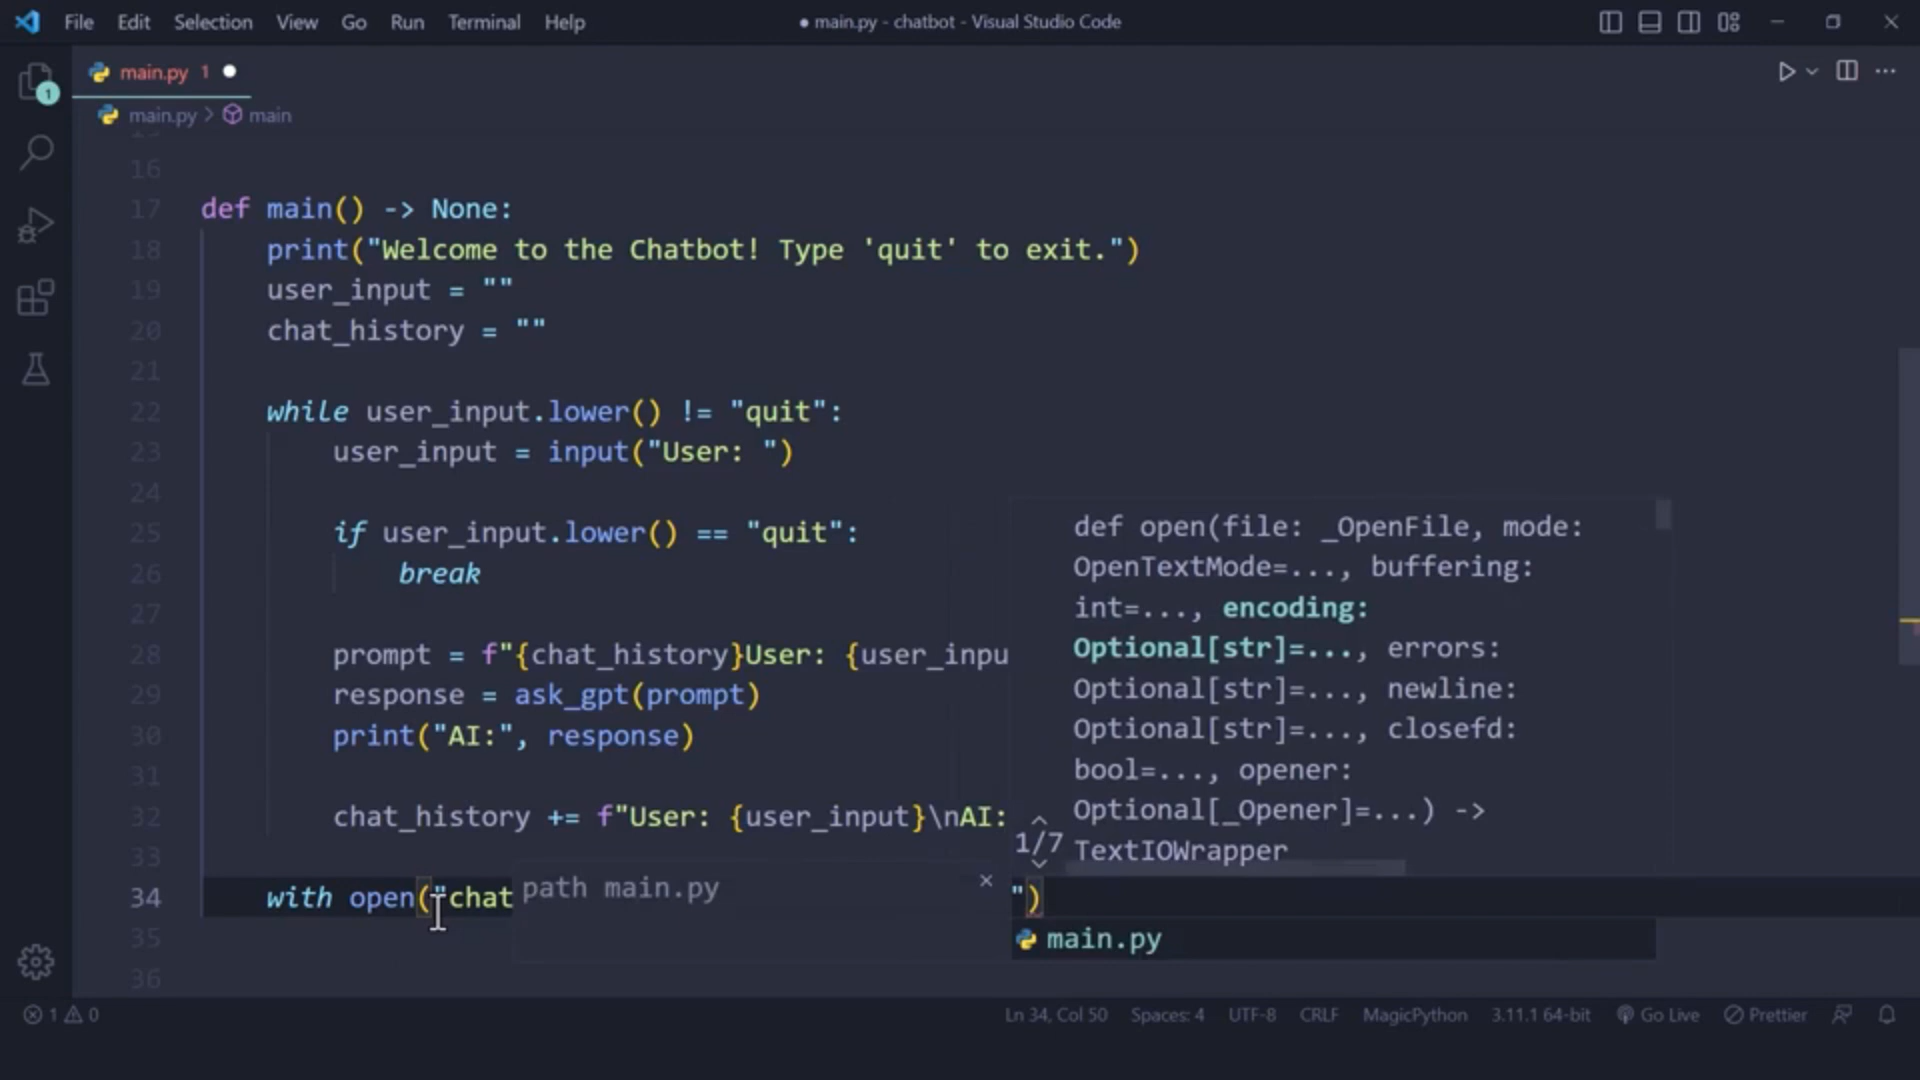 File Edit Selection View Go Run Terminal Help
● main.py - chatbot - Visual Studio Code
main.py 1
main.py > main
1
16
17 def main() -> None:
18 print("Welcome to the Chatbot! Type 'quit' to exit.")
19 user_input = ""
20 chat_history = ""
21
22 while user_input.lower() != "quit":
23 user_input = input("User: ")
24
25 if user_input.lower() == "quit":
26 break
27
28 prompt = f"{chat_history}User: {user_inpu
29 response = ask_gpt(prompt)
30 print("AI:", response)
31
32 chat_history += f"User: {user_input}\nAI:
33
34 with open("chat
")
35
36
def open(file: _OpenFile, mode:
OpenTextMode=..., buffering:
int=..., encoding:
Optional[str]=..., errors:
Optional[str]=..., newline:
Optional[str]=..., closefd:
bool=..., opener:
Optional[_Opener]=...) ->
TextIOWrapper
1/7
path main.py
main.py
1 0
Ln 34, Col 50 Spaces: 4 UTF-8 CRLF MagicPython 3.11.1 64-bit Go Live Prettier